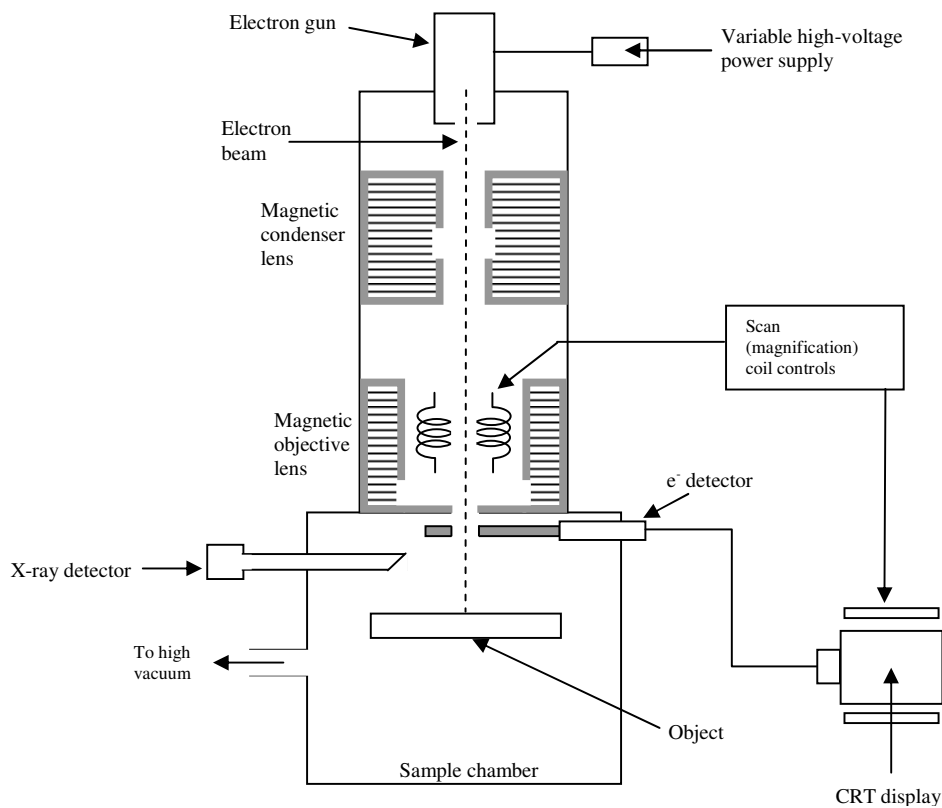 Electron gun
Variable high-voltage
power supply
Electron
beam
Magnetic
condenser
lens
Scan
(magnification)
coil controls
Magnetic
objective
lens
e⁻ detector
X-ray detector
To high
vacuum
Object
Sample chamber
CRT display